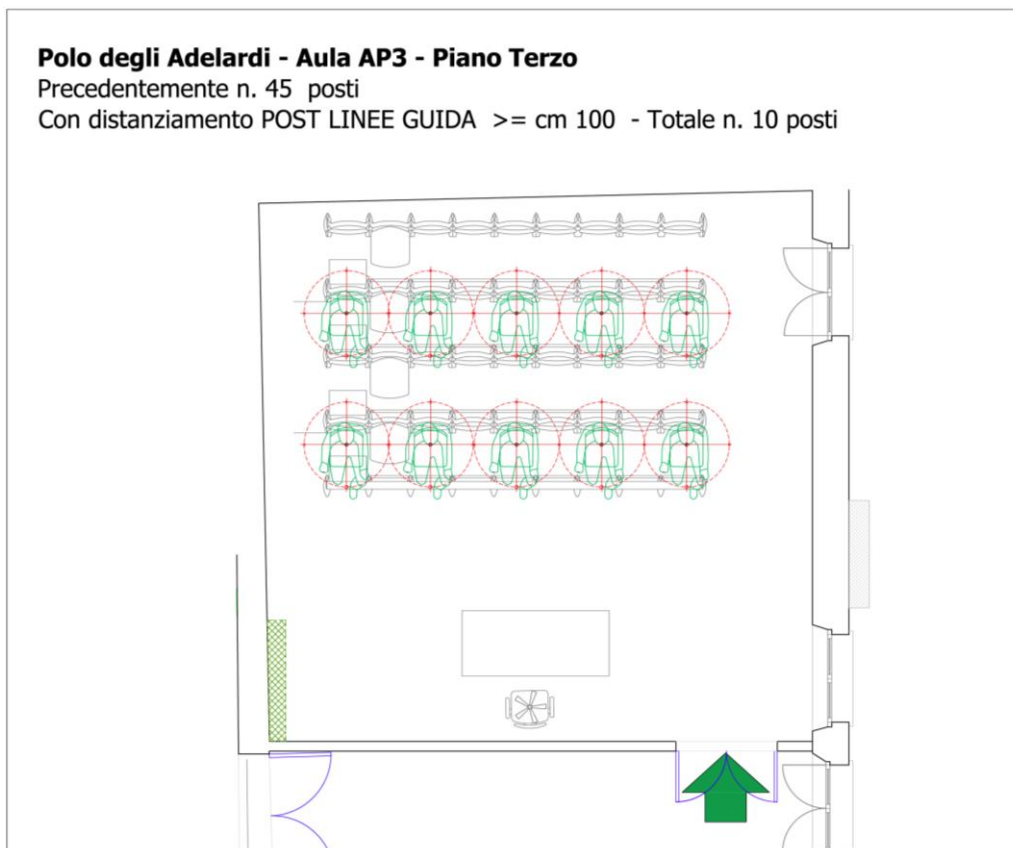 Polo degli Adelardi - Aula AP3 - Piano Terzo
Precedentemente n. 45 posti
Con distanziamento POST LINEE GUIDA >= cm 100 - Totale n. 10 posti